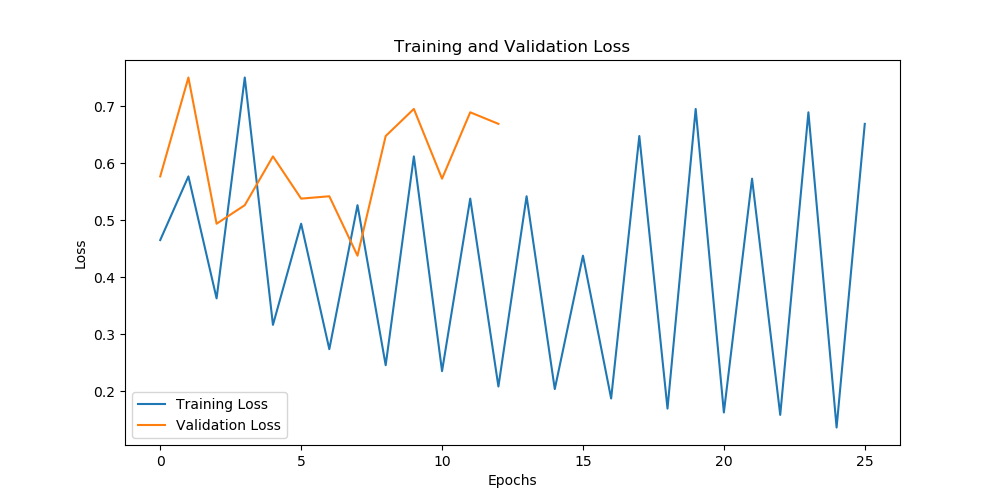 Training and Validation Loss
Loss
0.7
0.6
0.5
0.4
0.3
0.2
Training Loss
Validation Loss
0 5 10 15 20 25
Epochs